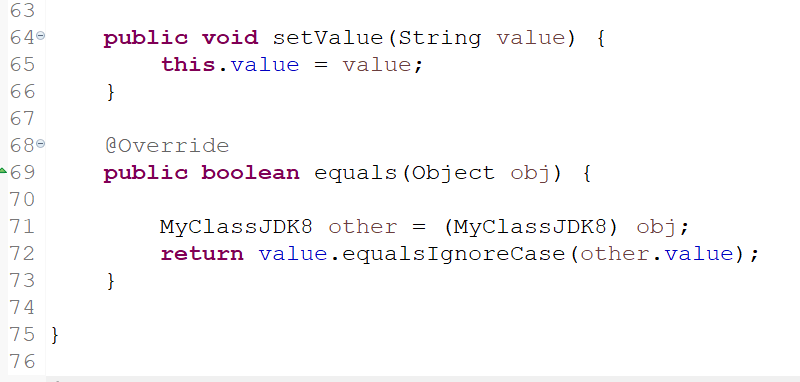 63
64 public void setValue(String value) {
65 this.value = value;
66 }
67
68 @Override
69 public boolean equals(Object obj) {
70
71 MyClassJDK8 other = (MyClassJDK8) obj;
72 return value.equalsIgnoreCase(other.value);
73 }
74
75 }
76